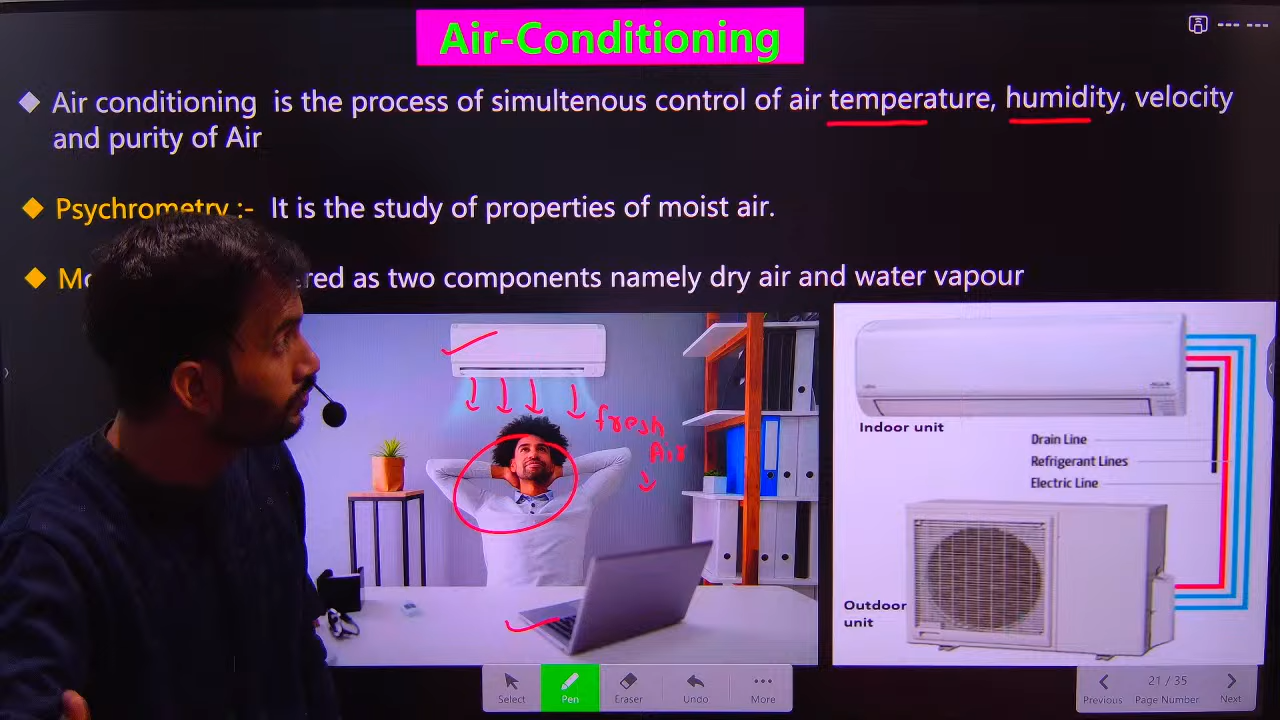 Air-Conditioning
Air conditioning is the process of simultenous control of air temperature, humidity, velocity
and purity of Air
Psychrometry :- It is the study of properties of moist air.
as two components namely dry air and water vapour
fresh
Air
Indoor unit
Drain Line
Refrigerant Lines
Electric Line
Outdoor
unit
Select
Pen
Eraser
Undo
More
21 / 35
Previous
Page Number
Next